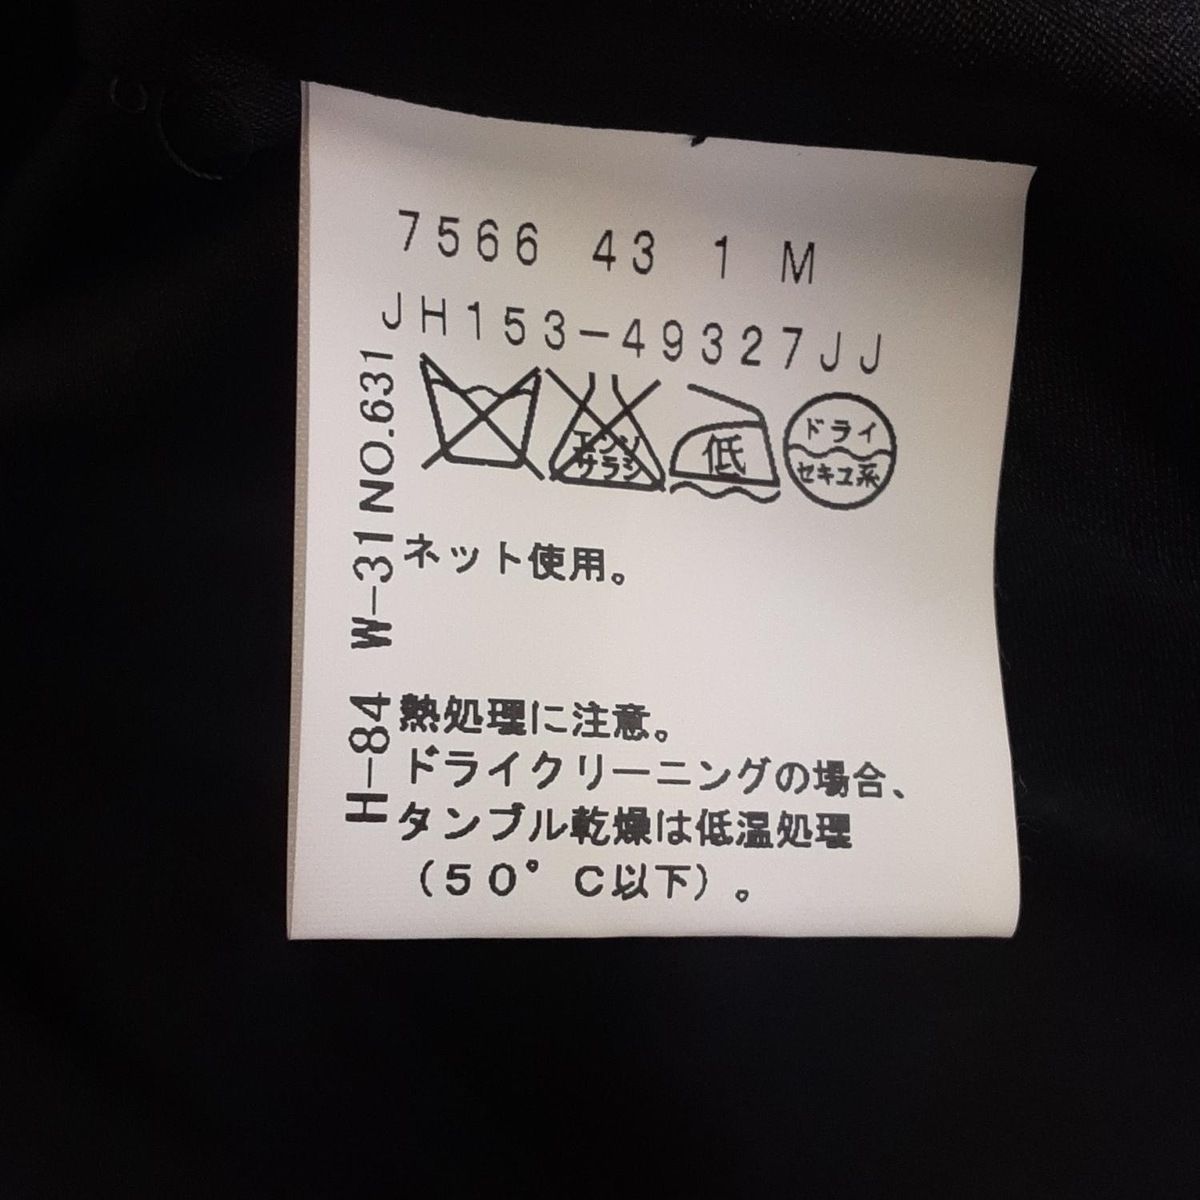 7566 43 1 M
JH153-49327JJ
エンソ
サラシ
低
ドライ
セキユ系
ネット使用。
熱処理に注意。
ドライクリーニングの場合、
タンブル乾燥は低温処理
(50°C以下)。
H-84 W-31 NO.631